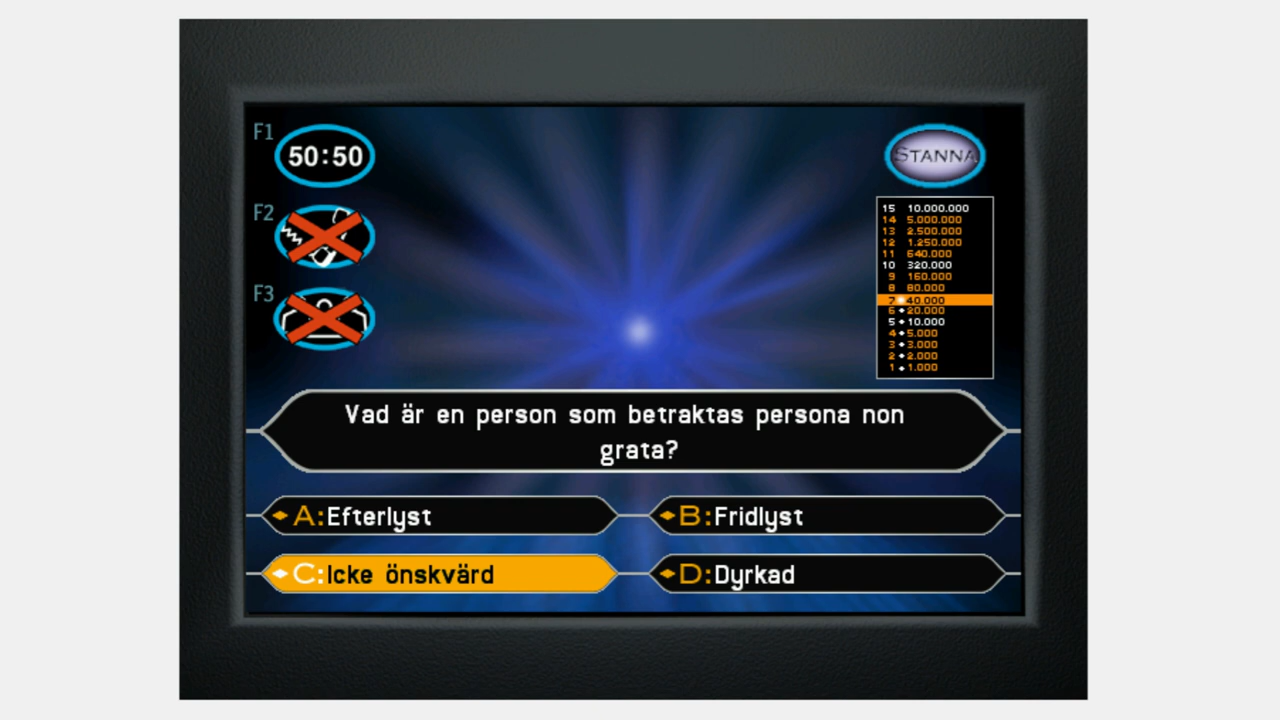 F1
50:50
F2
F3
STANNA
15 10.000.000
14 5.000.000
13 2.500.000
12 1.250.000
11 640.000
10 320.000
9 160.000
8 80.000
7 40.000
6 20.000
5 10.000
4 5.000
3 3.000
2 2.000
1 1.000
Vad är en person som betraktas persona non
grata?
A: Efterlyst
B: Fridlyst
C: Icke önskvärd
D: Dyrkad